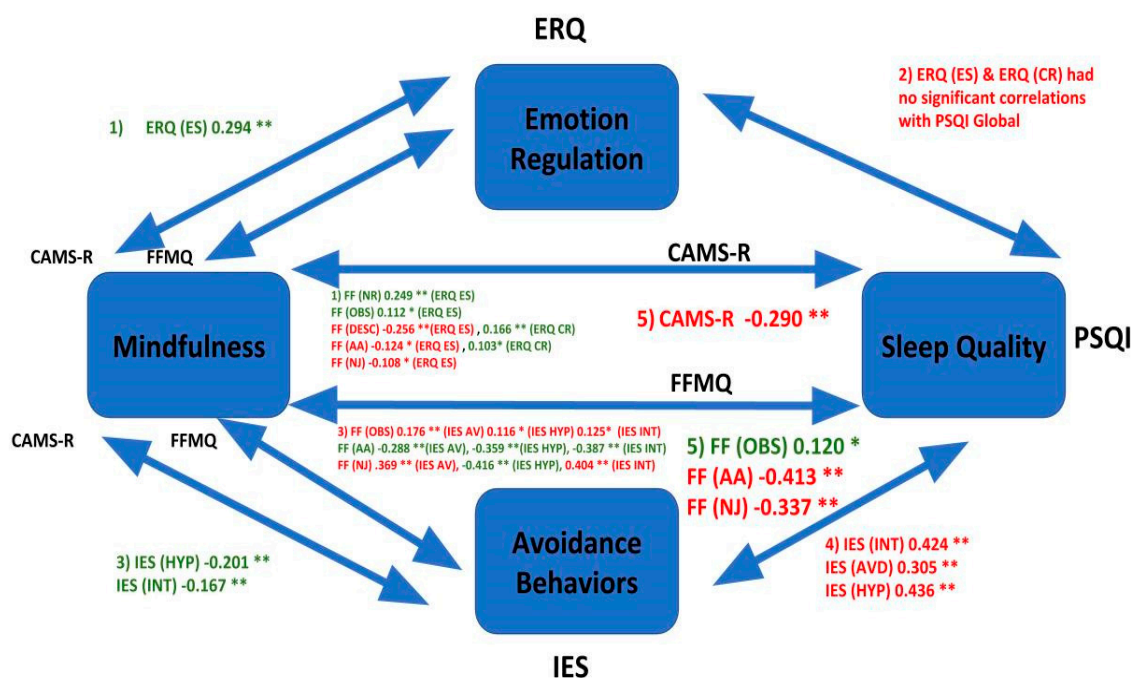 ERQ
Emotion
Regulation
1) ERQ (ES) 0.294 **
2) ERQ (ES) & ERQ (CR) had
no significant correlations
with PSQI Global
CAMS-R
FFMQ
Mindfulness
CAMS-R
FFMQ
CAMS-R
1) FF (NR) 0.249 ** (ERQ ES)
FF (OBS) 0.112 * (ERQ ES)
FF (DESC) -0.256 **(ERQ ES) , 0.166 ** (ERQ CR)
FF (AA) -0.124 * (ERQ ES) , 0.103* (ERQ CR)
FF (NJ) -0.108 * (ERQ ES)
5) CAMS-R -0.290 **
Sleep Quality
PSQI
FFMQ
3) FF (OBS) 0.176 ** (IES AV) 0.116 * (IES HYP) 0.125* (IES INT)
FF (AA) -0.288 **(IES AV), -0.359 **(IES HYP), -0.387 ** (IES INT)
FF (NJ) .369 ** (IES AV), -0.416 ** (IES HYP), 0.404 ** (IES INT)
5) FF (OBS) 0.120 *
FF (AA) -0.413 **
FF (NJ) -0.337 **
3) IES (HYP) -0.201 **
IES (INT) -0.167 **
Avoidance
Behaviors
4) IES (INT) 0.424 **
IES (AVD) 0.305 **
IES (HYP) 0.436 **
IES